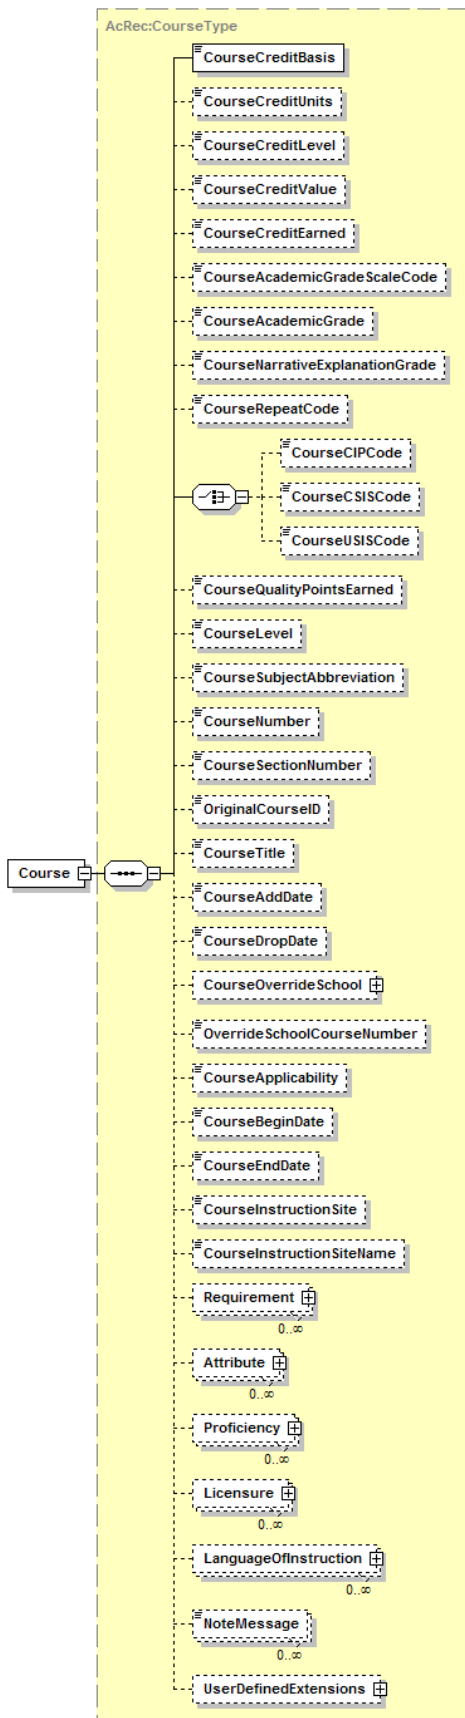 AcRec:CourseType
CourseCreditBasis
CourseCreditUnits
CourseCreditLevel
CourseCreditValue
CourseCreditEarned
CourseAcademicGradeScaleCode
CourseAcademicGrade
CourseNarrativeExplanationGrade
CourseRepeatCode
CourseCIPCode
CourseCSISCode
CourseUSISCode
CourseQualityPointsEarned
CourseLevel
CourseSubjectAbbreviation
CourseNumber
CourseSectionNumber
OriginalCourseID
CourseTitle
Course
CourseAddDate
CourseDropDate
CourseOverrideSchool
OverrideSchoolCourseNumber
CourseApplicability
CourseBeginDate
CourseEndDate
CourseInstructionSite
CourseInstructionSiteName
Requirement
0..∞
Attribute
0..∞
Proficiency
0..∞
Licensure
0..∞
LanguageOfInstruction
0..∞
NoteMessage
0..∞
UserDefinedExtensions